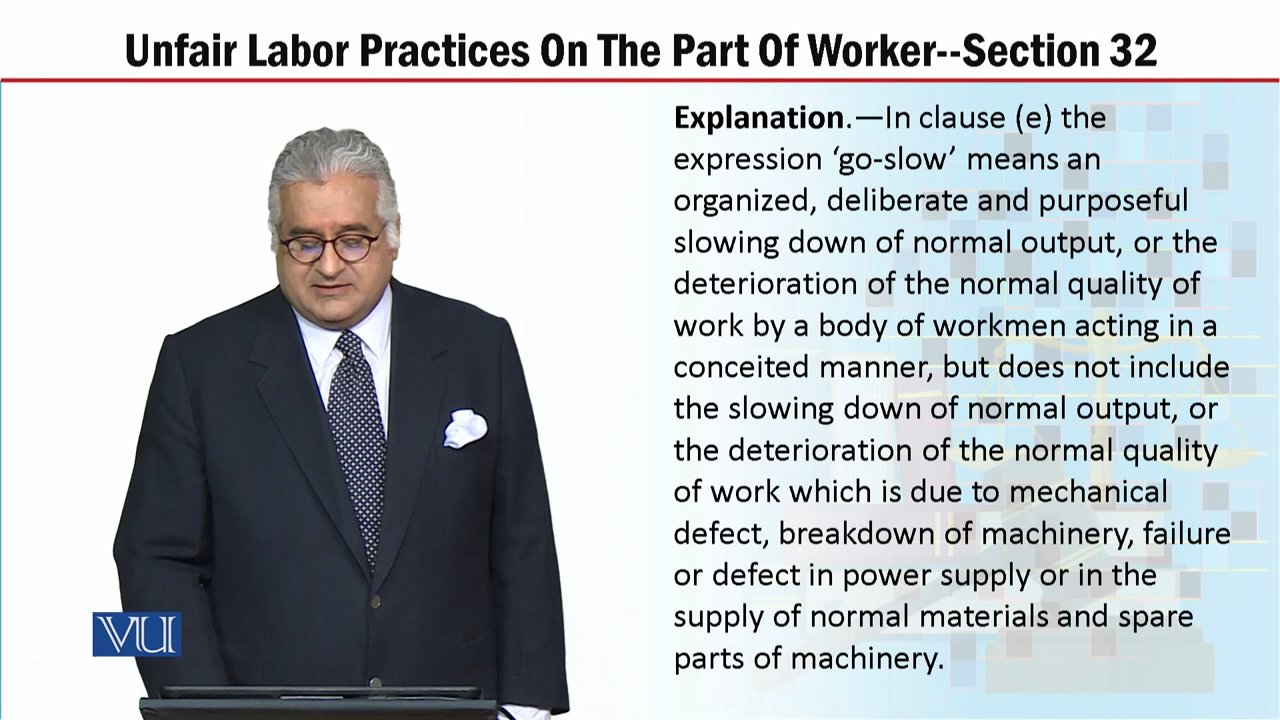 Unfair Labor Practices On The Part Of Worker--Section 32
Explanation.—In clause (e) the
expression ‘go-slow’ means an
organized, deliberate and purposeful
slowing down of normal output, or the
deterioration of the normal quality of
work by a body of workmen acting in a
conceited manner, but does not include
the slowing down of normal output, or
the deterioration of the normal quality
of work which is due to mechanical
defect, breakdown of machinery, failure
or defect in power supply or in the
supply of normal materials and spare
parts of machinery.
VU